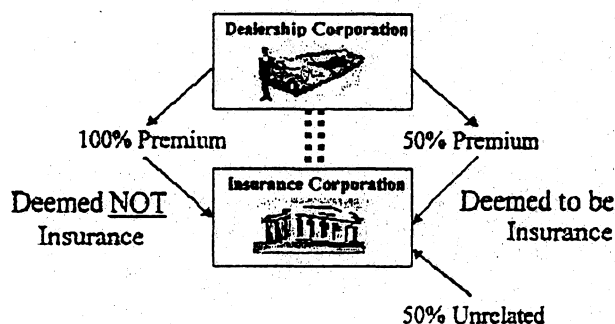 Dealership Corporation
100% Premium
50% Premium
Insurance Corporation
Deemed NOT
Insurance
Deemed to be
Insurance
50% Unrelated